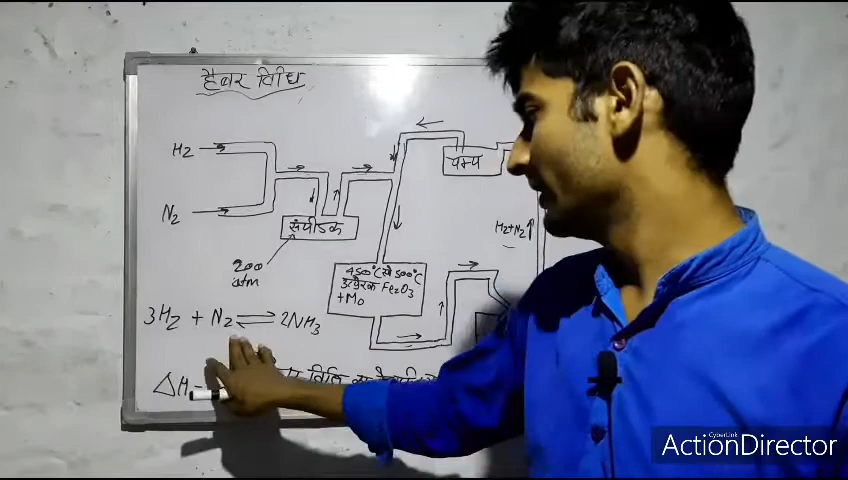 हैबर विधि
H2
पम्प
N2
संपीडक
H2+N2
200
atm
450°C से 500°C
उत्प्रेरक Fe2O3
+Mo
3H2 + N2 ⇌ 2NH3
ΔH=
विधि
CyberLink
ActionDirector